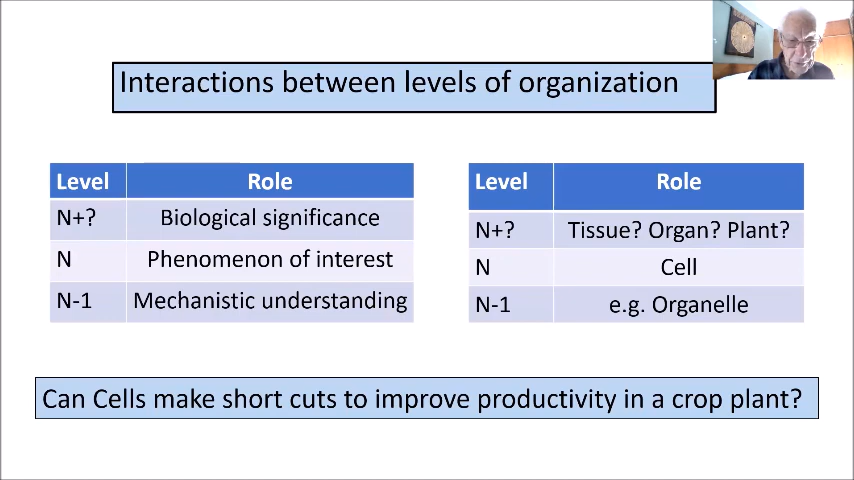 Interactions between levels of organization
Level Role
N+? Biological significance
N Phenomenon of interest
N-1 Mechanistic understanding
Level Role
N+? Tissue? Organ? Plant?
N Cell
N-1 e.g. Organelle
Can Cells make short cuts to improve productivity in a crop plant?